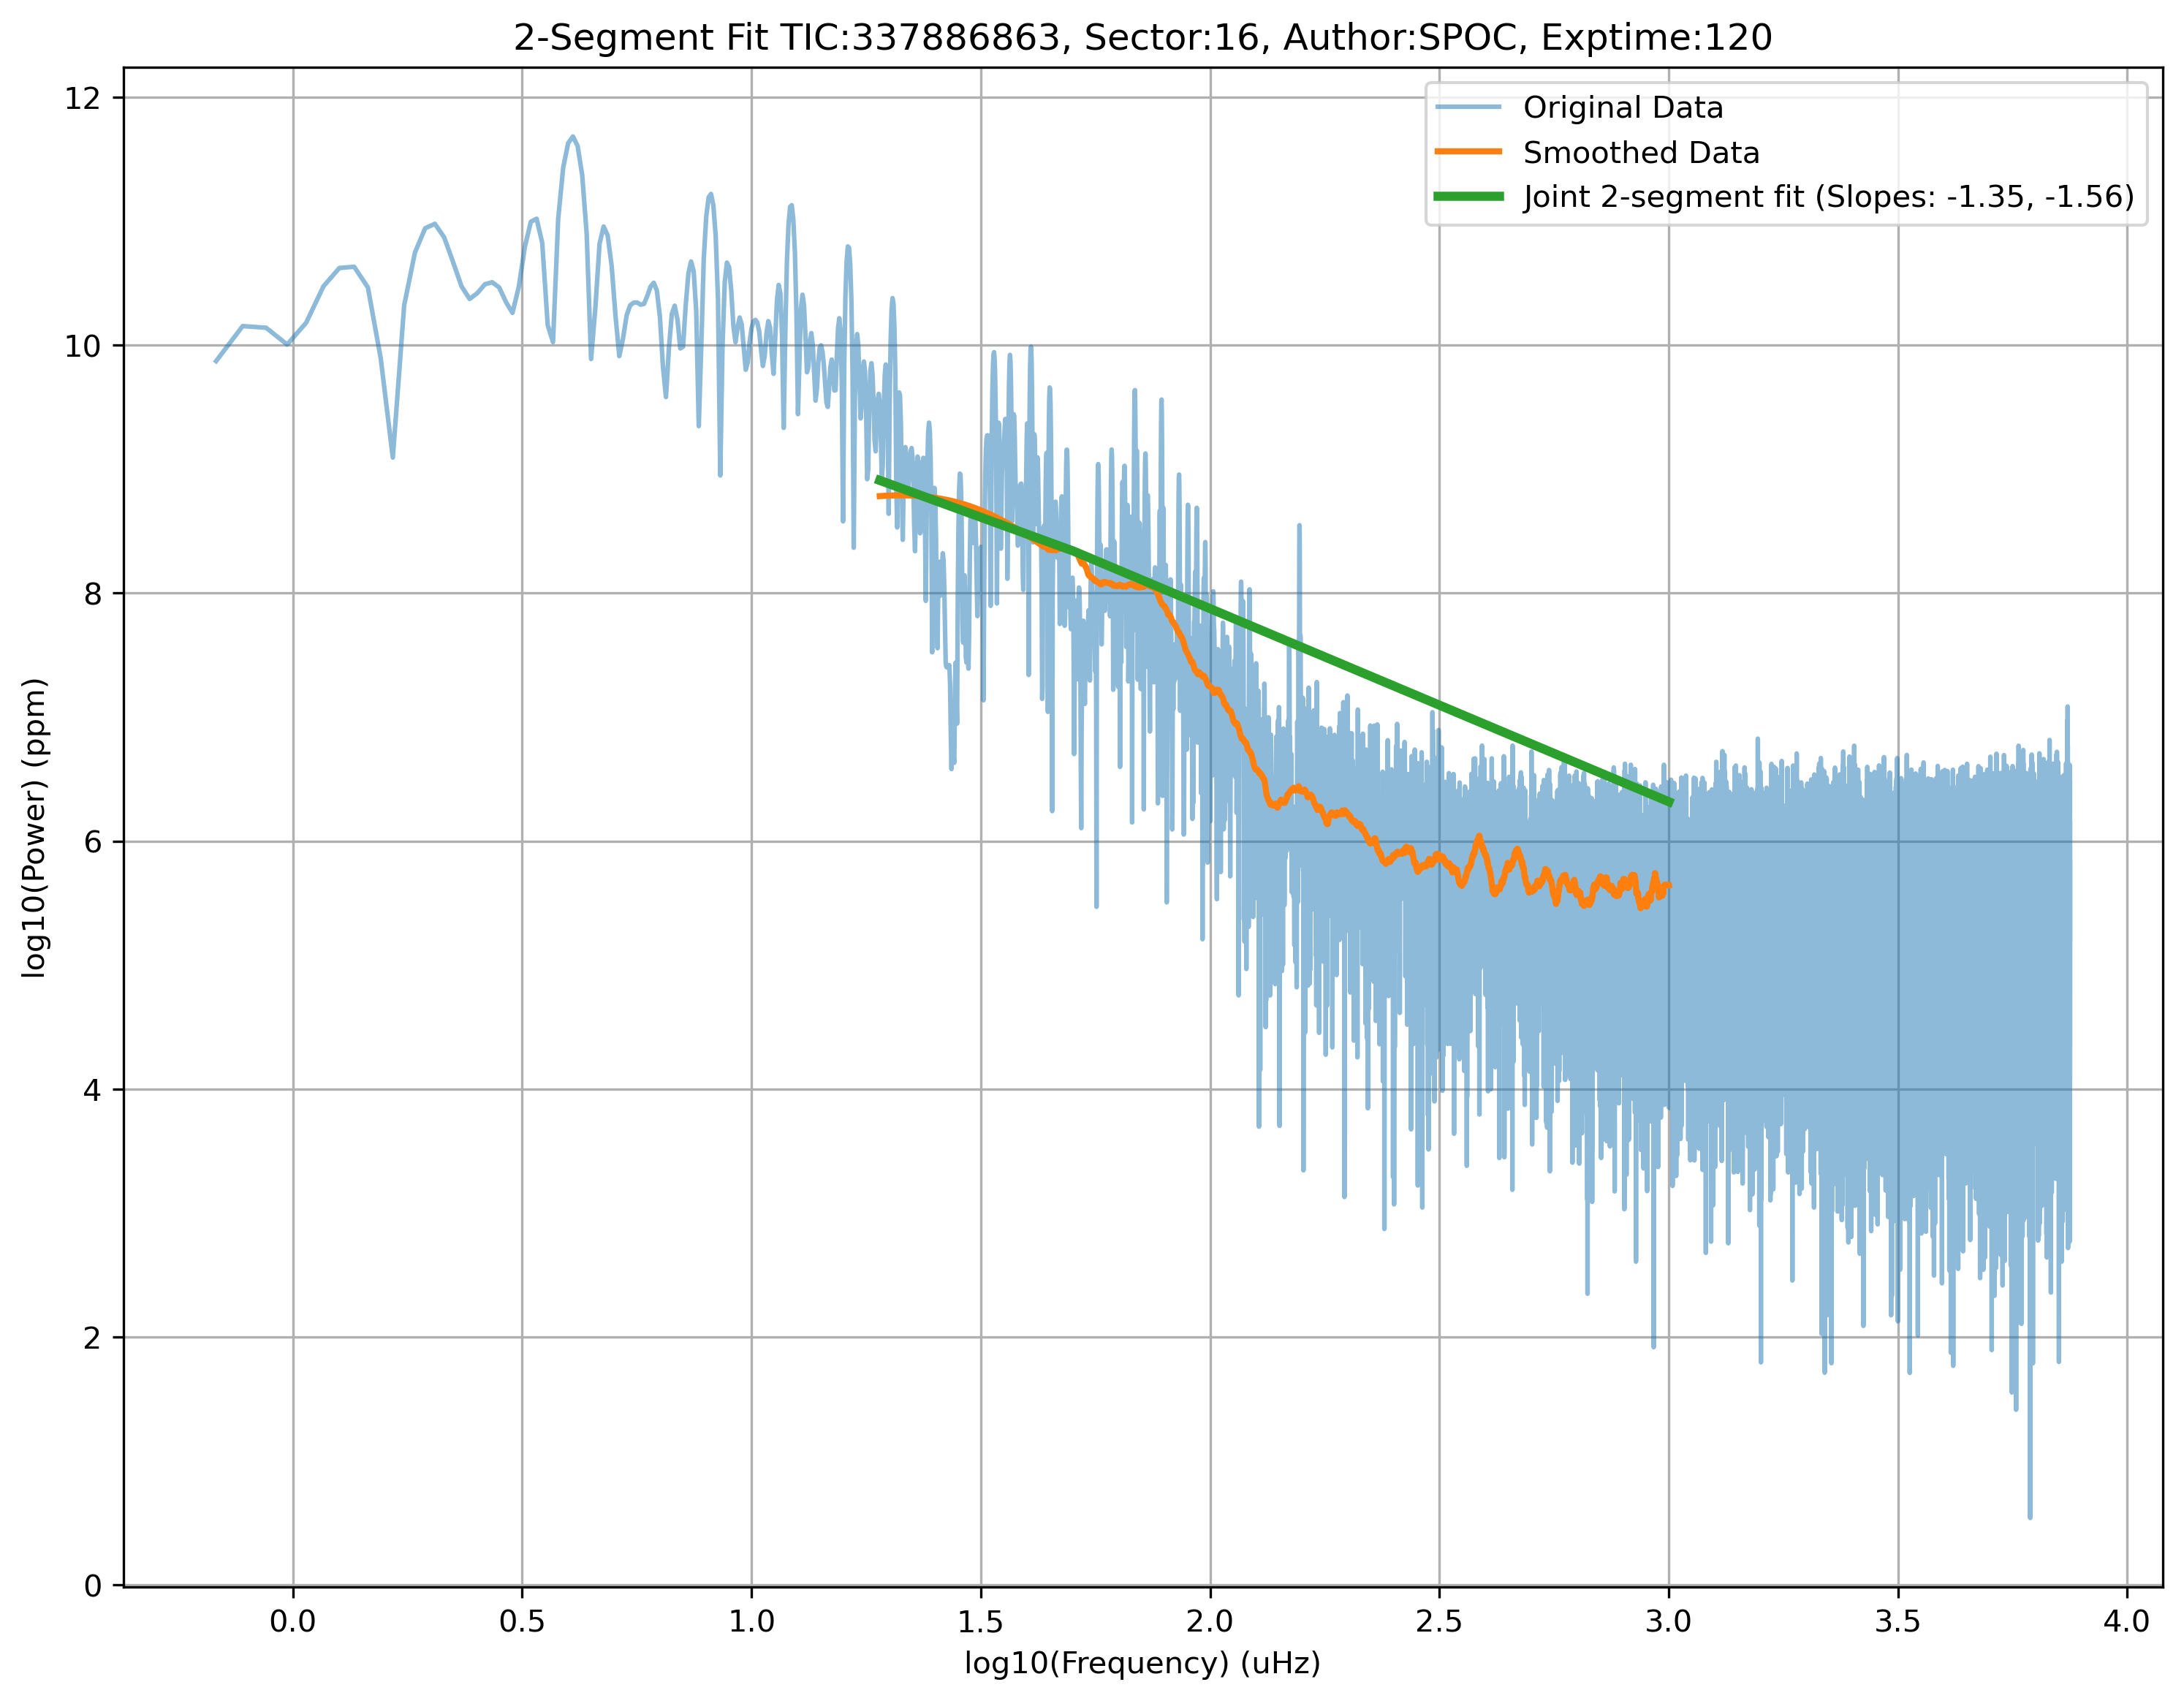 2-Segment Fit TIC:337886863, Sector:16, Author:SPOC, Exptime:120
Original Data
Smoothed Data
Joint 2-segment fit (Slopes: -1.35, -1.56)
12
10
8
6
4
2
0
log10(Power) (ppm)
0.0 0.5 1.0 1.5 2.0 2.5 3.0 3.5 4.0
log10(Frequency) (uHz)